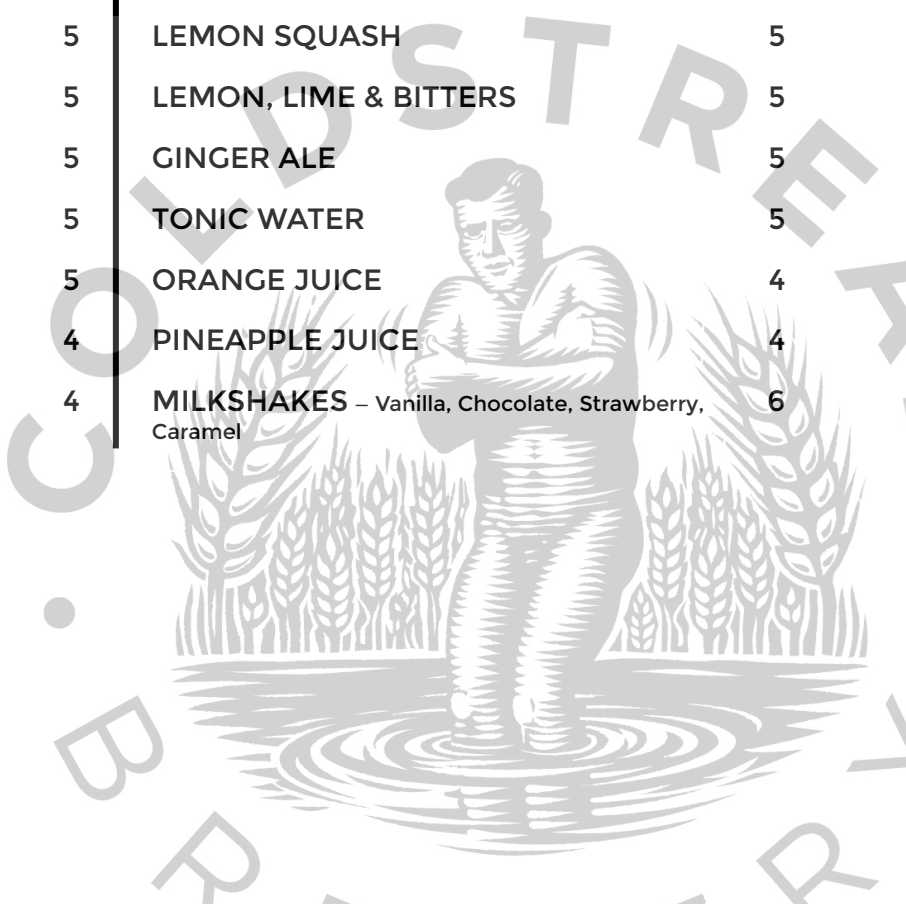 5 LEMON SQUASH 5
5 LEMON, LIME & BITTERS 5
5 GINGER ALE 5
5 TONIC WATER 5
5 ORANGE JUICE 4
4 PINEAPPLE JUICE 4
4 MILKSHAKES – Vanilla, Chocolate, Strawberry, 6
Caramel
COLDSTREA